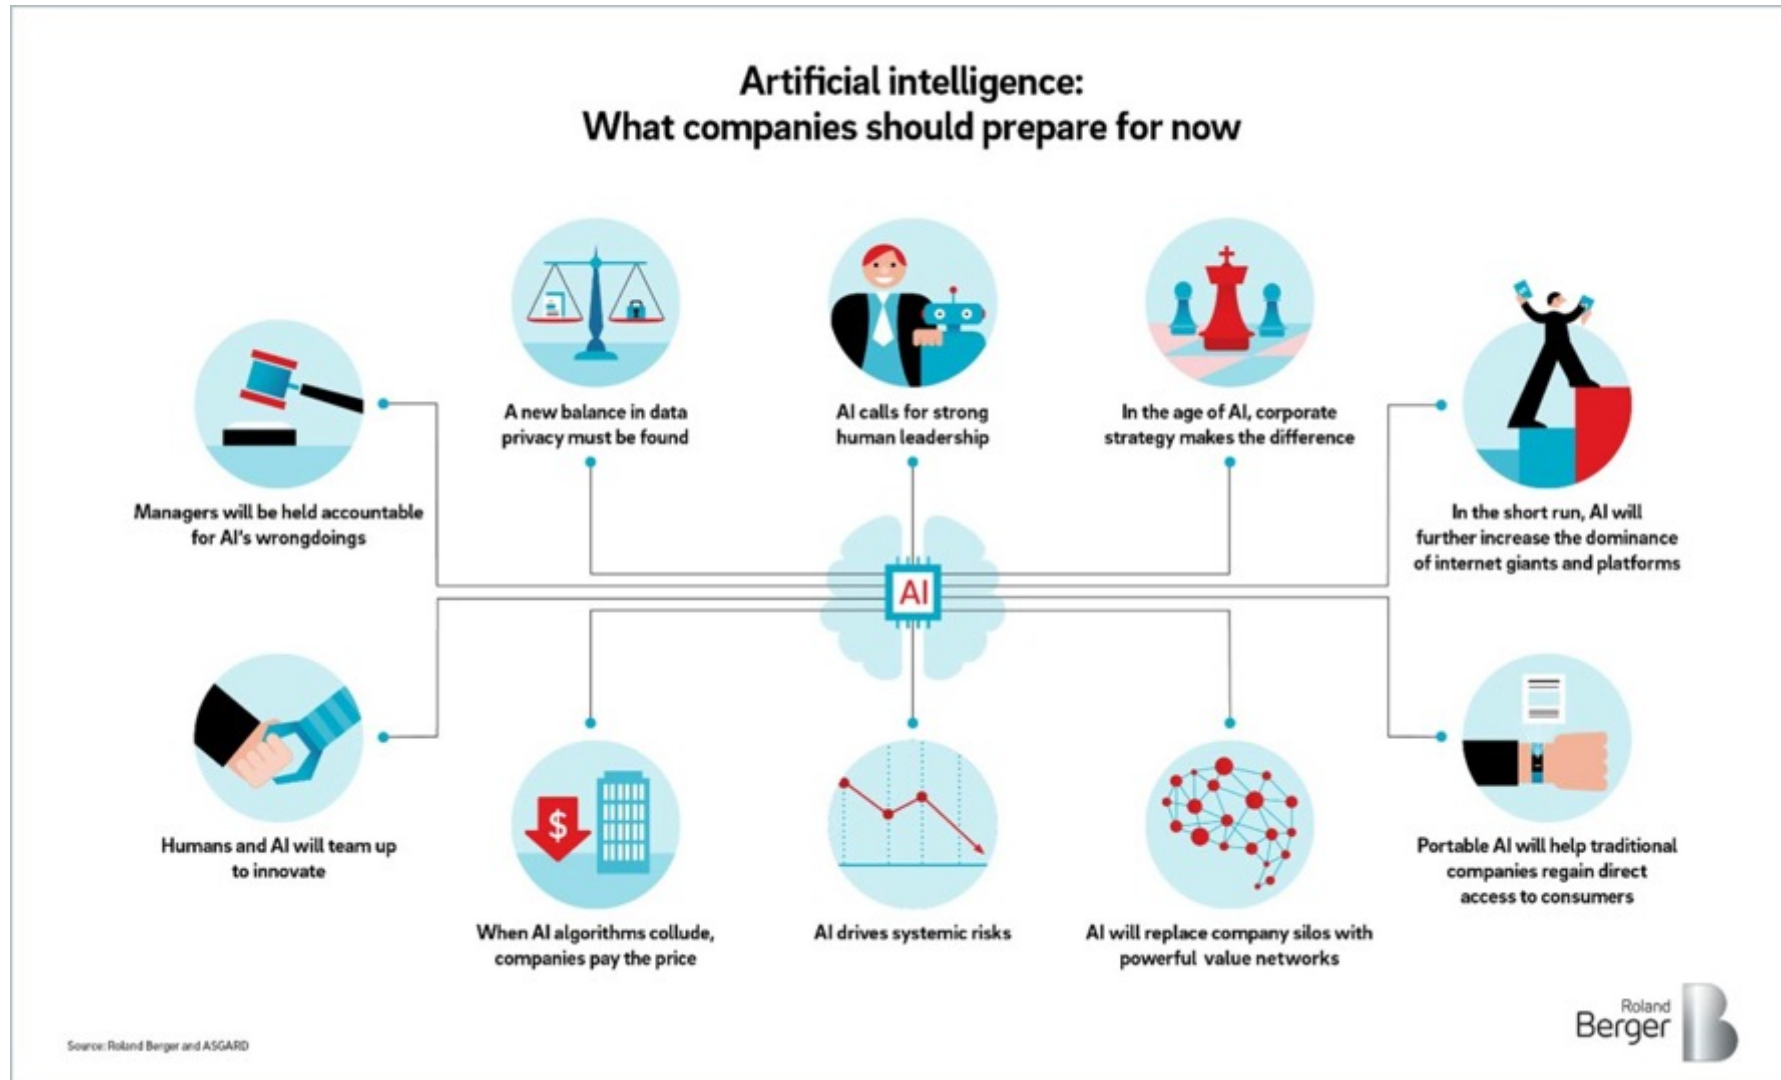 Artificial intelligence:
What companies should prepare for now
A new balance in data
privacy must be found
AI calls for strong
human leadership
In the age of AI, corporate
strategy makes the difference
Managers will be held accountable
for AI's wrongdoings
In the short run, AI will
further increase the dominance
of internet giants and platforms
AI
Humans and AI will team up
to innovate
$
When AI algorithms collude,
companies pay the price
AI drives systemic risks
AI will replace company silos with
powerful value networks
Portable AI will help traditional
companies regain direct
access to consumers
Source: Roland Berger and ASGARD
Roland
Berger
B